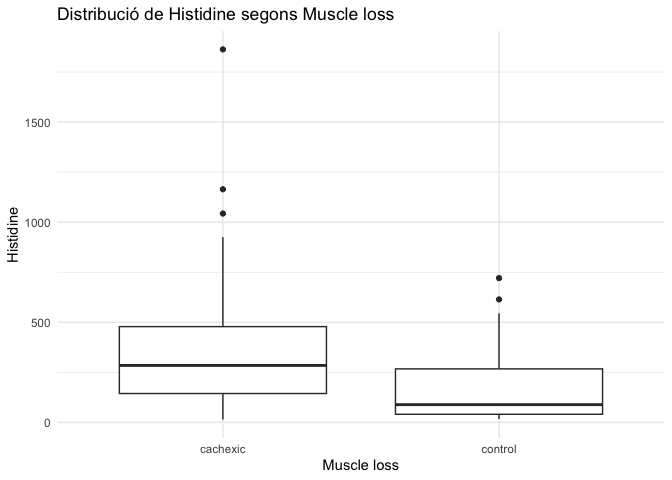 Distribució de Histidine segons Muscle loss
1500
1000
500
0
Histidine
cachexic
control
Muscle loss